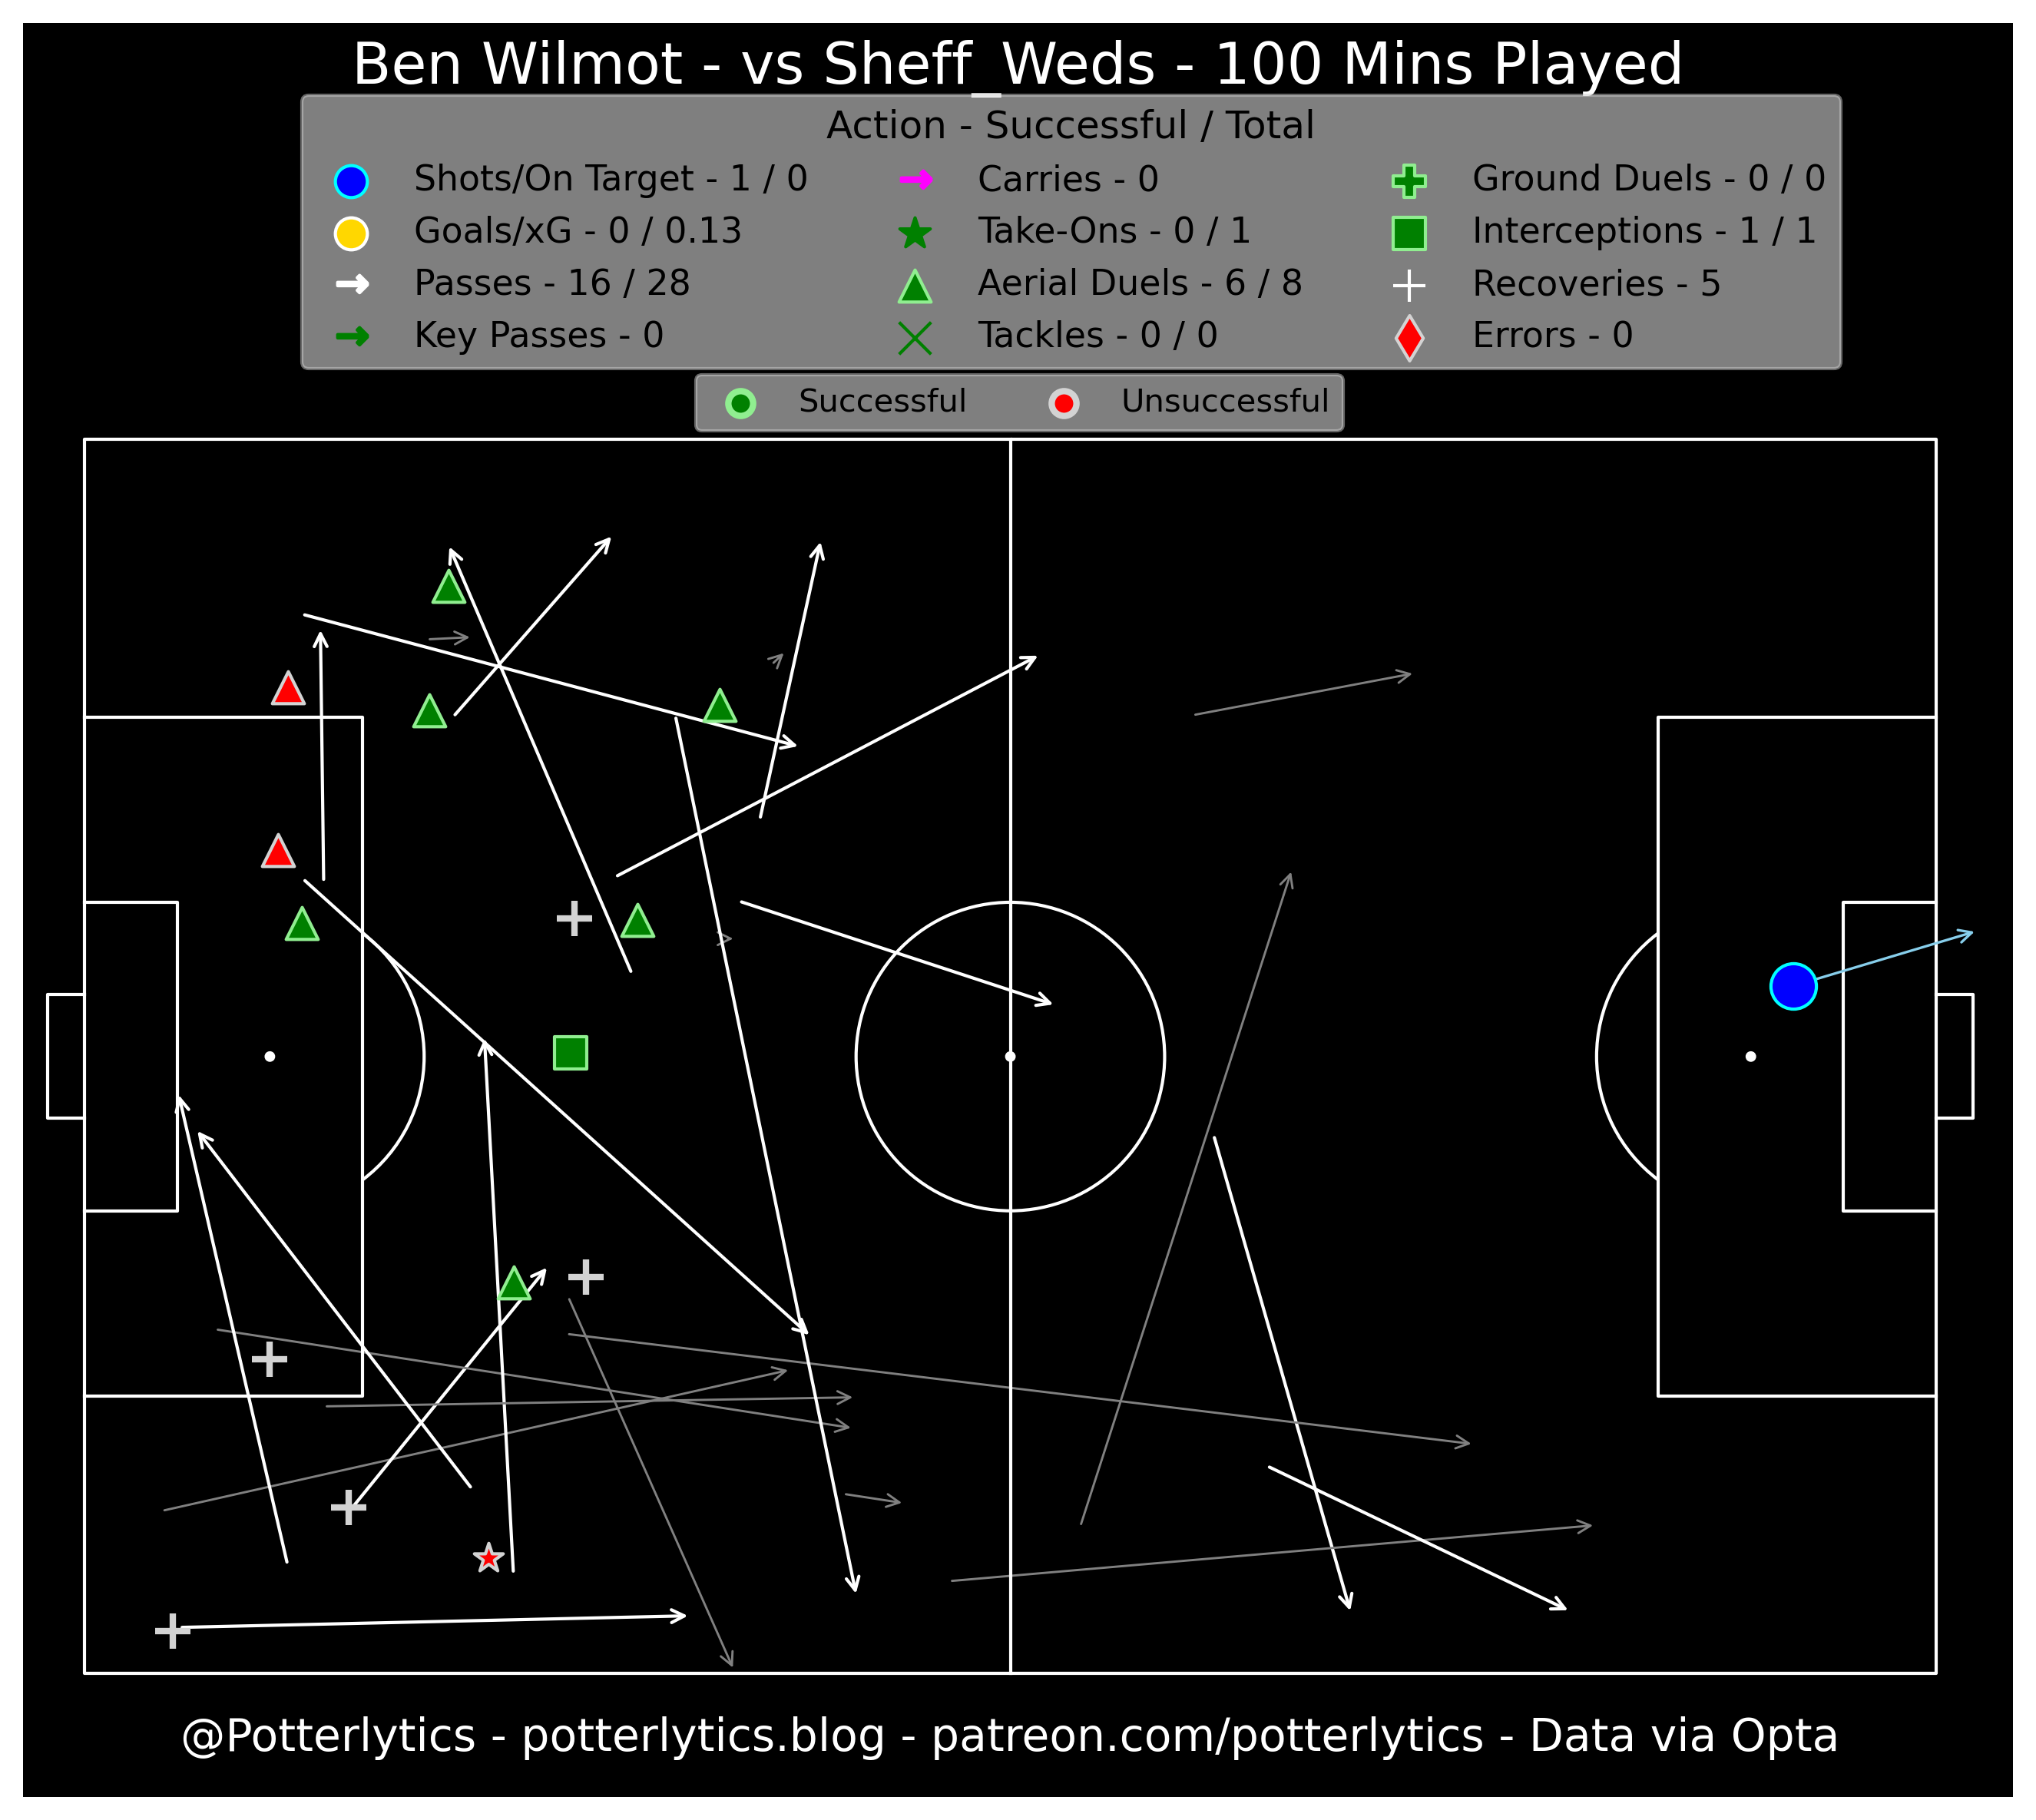 Ben Wilmot - vs Sheff_Weds - 100 Mins Played
Action - Successful / Total
Shots/On Target - 1 / 0
Goals/xG - 0 / 0.13
Passes - 16 / 28
Key Passes - 0
Carries - 0
Take-Ons - 0 / 1
Aerial Duels - 6 / 8
Tackles - 0 / 0
Ground Duels - 0 / 0
Interceptions - 1 / 1
Recoveries - 5
Errors - 0
Successful
Unsuccessful
@Potterlytics - potterlytics.blog - patreon.com/potterlytics - Data via Opta